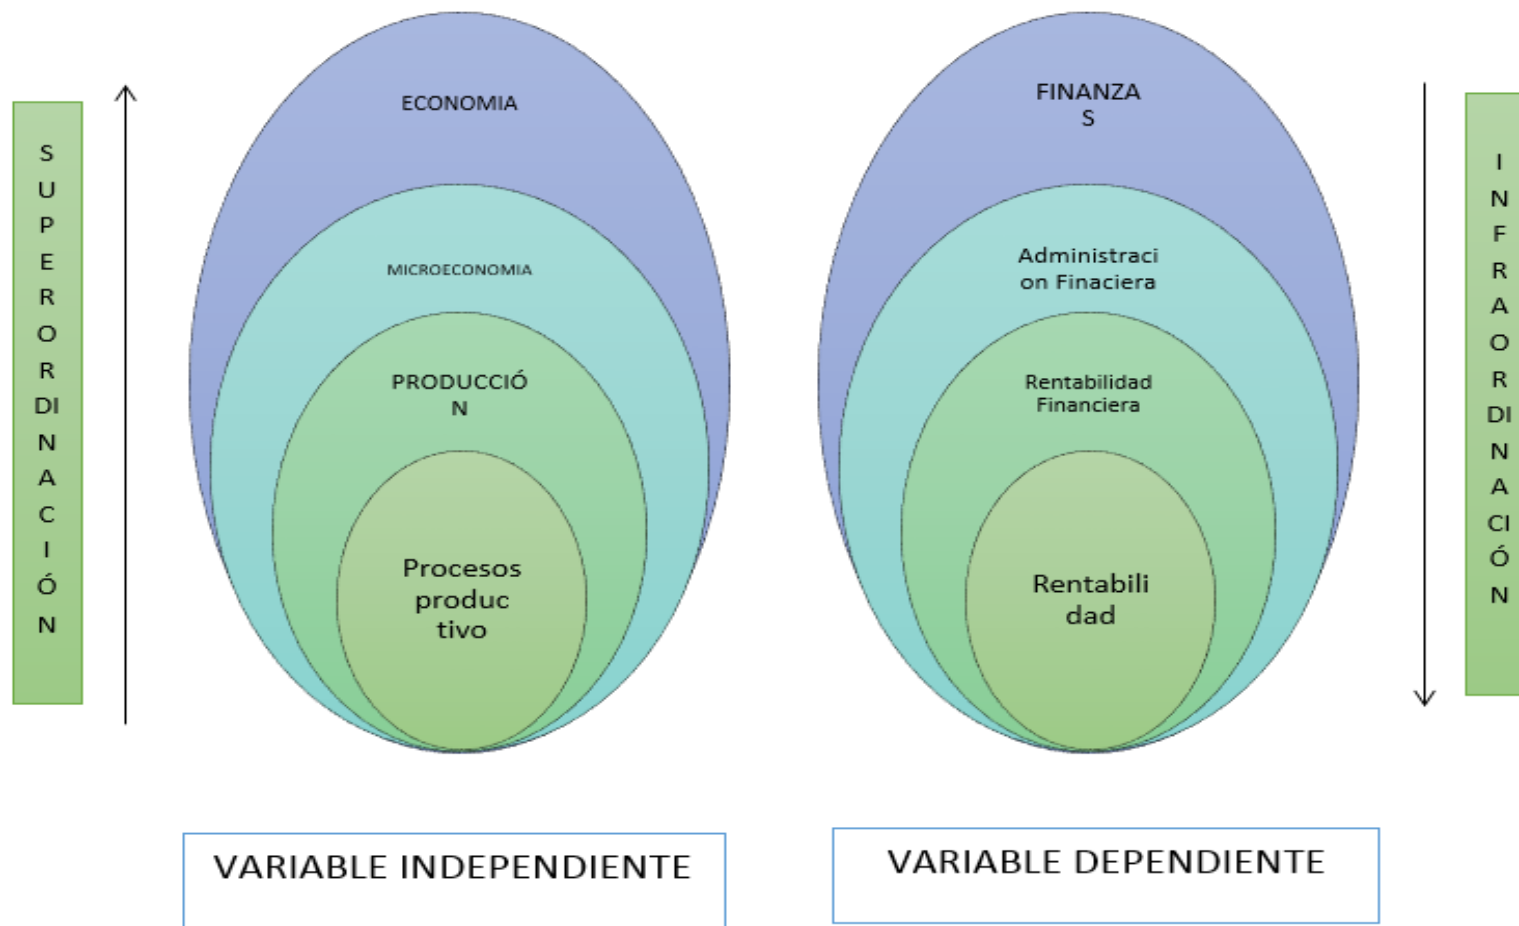 S
U
P
E
R
O
R
DI
N
A
C
I
Ó
N
ECONOMIA
MICROECONOMIA
PRODUCCIÓ
N
Procesos
produc
tivo
VARIABLE INDEPENDIENTE
FINANZA
S
Administraci
on Finaciera
Rentabilidad
Financiera
Rentabili
dad
VARIABLE DEPENDIENTE
I
N
F
R
A
O
R
DI
N
A
CI
Ó
N